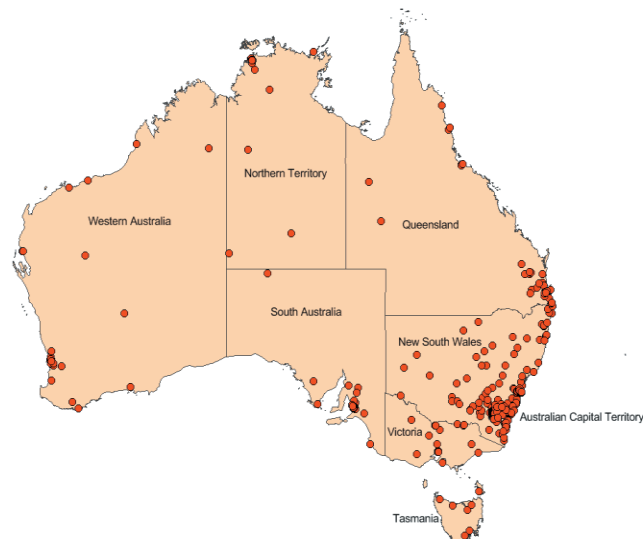 Northern Territory
Western Australia
Queensland
South Australia
New South Wales
Australian Capital Territory
Victoria
Tasmania